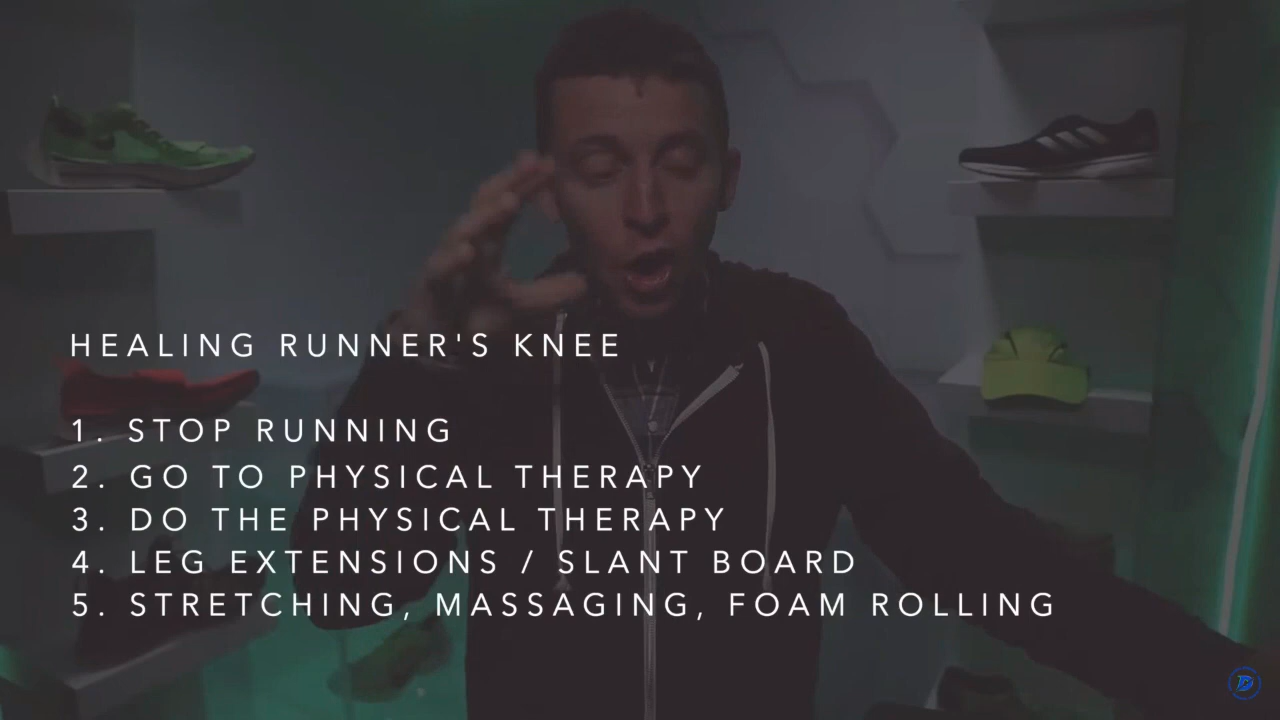 HEALING RUNNER'S KNEE
1. STOP RUNNING
2. GO TO PHYSICAL THERAPY
3. DO THE PHYSICAL THERAPY
4. LEG EXTENSIONS / SLANT BOARD
5. STRETCHING, MASSAGING, FOAM ROLLING